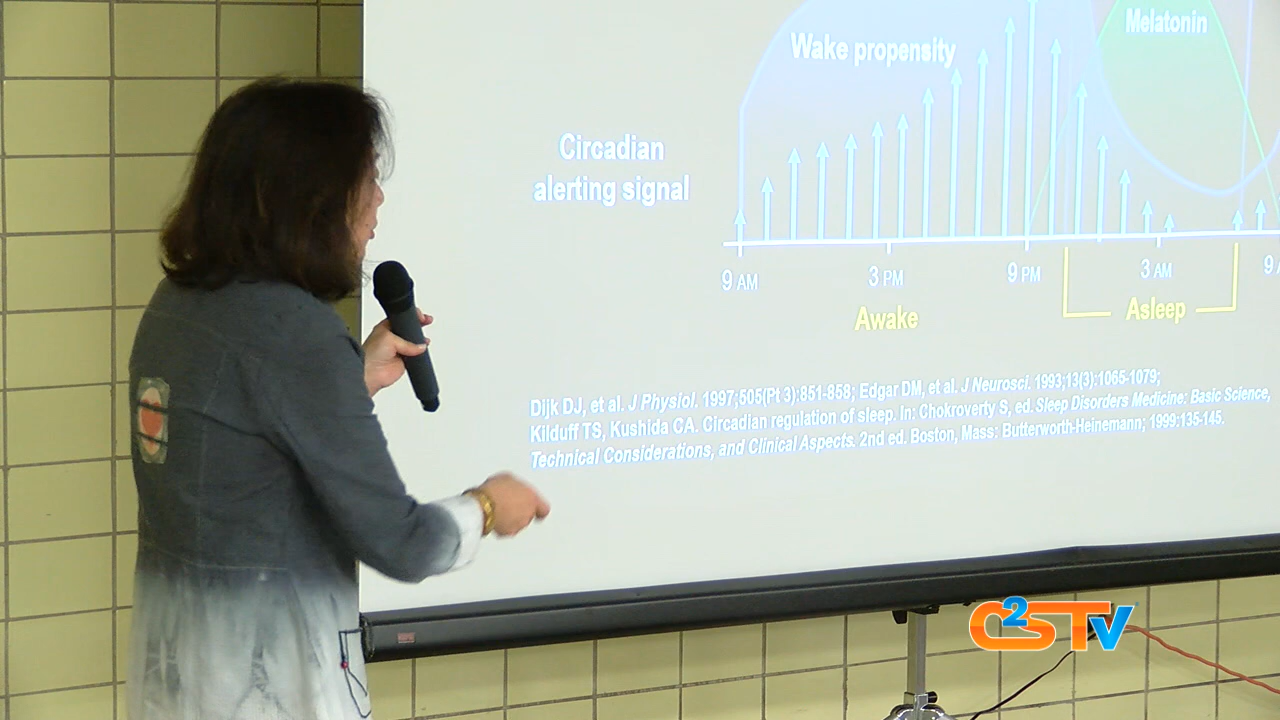 Melatonin
Wake propensity
Circadian
alerting signal
9 AM
3 PM
9 PM
3 AM
9 A
Awake
Asleep
Dijk DJ, et al. J Physiol. 1997;505(Pt 3):851-858; Edgar DM, et al. J Neurosci. 1993;13(3):1065-1079;
Kilduff TS, Kushida CA. Circadian regulation of sleep. In: Chokroverty S, ed. Sleep Disorders Medicine: Basic Science,
Technical Considerations, and Clinical Aspects. 2nd ed. Boston, Mass: Butterworth-Heinemann; 1999:135-145.
C2STV